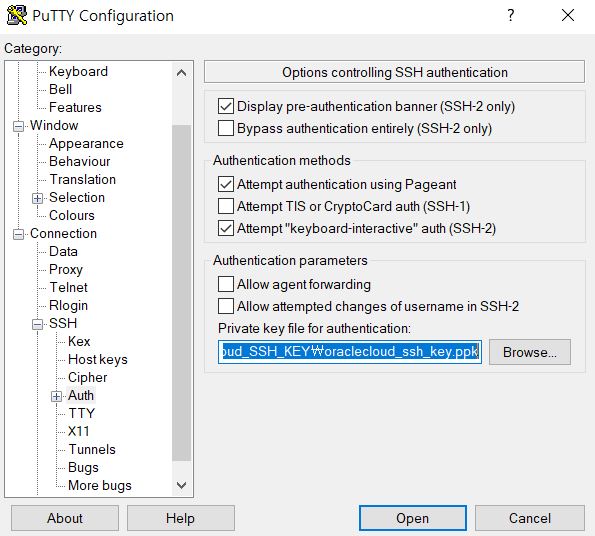 PuTTY Configuration
?
Category:
Keyboard
Bell
Features
Window
Appearance
Behaviour
Translation
Selection
Colours
Connection
Data
Proxy
Telnet
Rlogin
SSH
Kex
Host keys
Cipher
Auth
TTY
X11
Tunnels
Bugs
More bugs
Options controlling SSH authentication
Display pre-authentication banner (SSH-2 only)
Bypass authentication entirely (SSH-2 only)
Authentication methods
Attempt authentication using Pageant
Attempt TIS or CryptoCard auth (SSH-1)
Attempt "keyboard-interactive" auth (SSH-2)
Authentication parameters
Allow agent forwarding
Allow attempted changes of username in SSH-2
Private key file for authentication:
oud_SSH_KEY₩oraclecloud_ssh_key.ppk
Browse...
About
Help
Open
Cancel